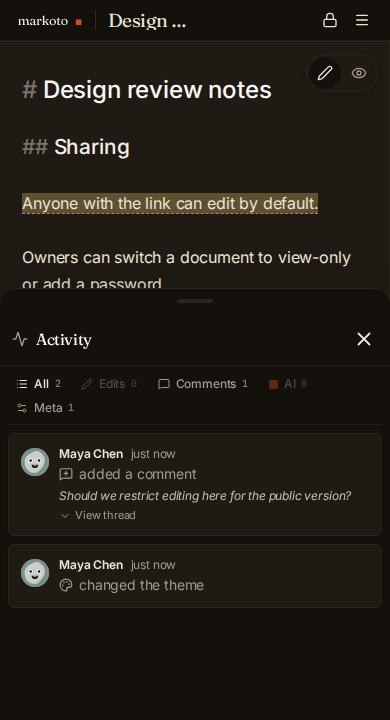 markoto
Design ...
# Design review notes
## Sharing
Anyone with the link can edit by default.
Owners can switch a document to view-only
or add a password
Activity
All 2 Edits 0 Comments 1 AI 0
Meta 1
Maya Chen just now
added a comment
Should we restrict editing here for the public version?
View thread
Maya Chen just now
changed the theme